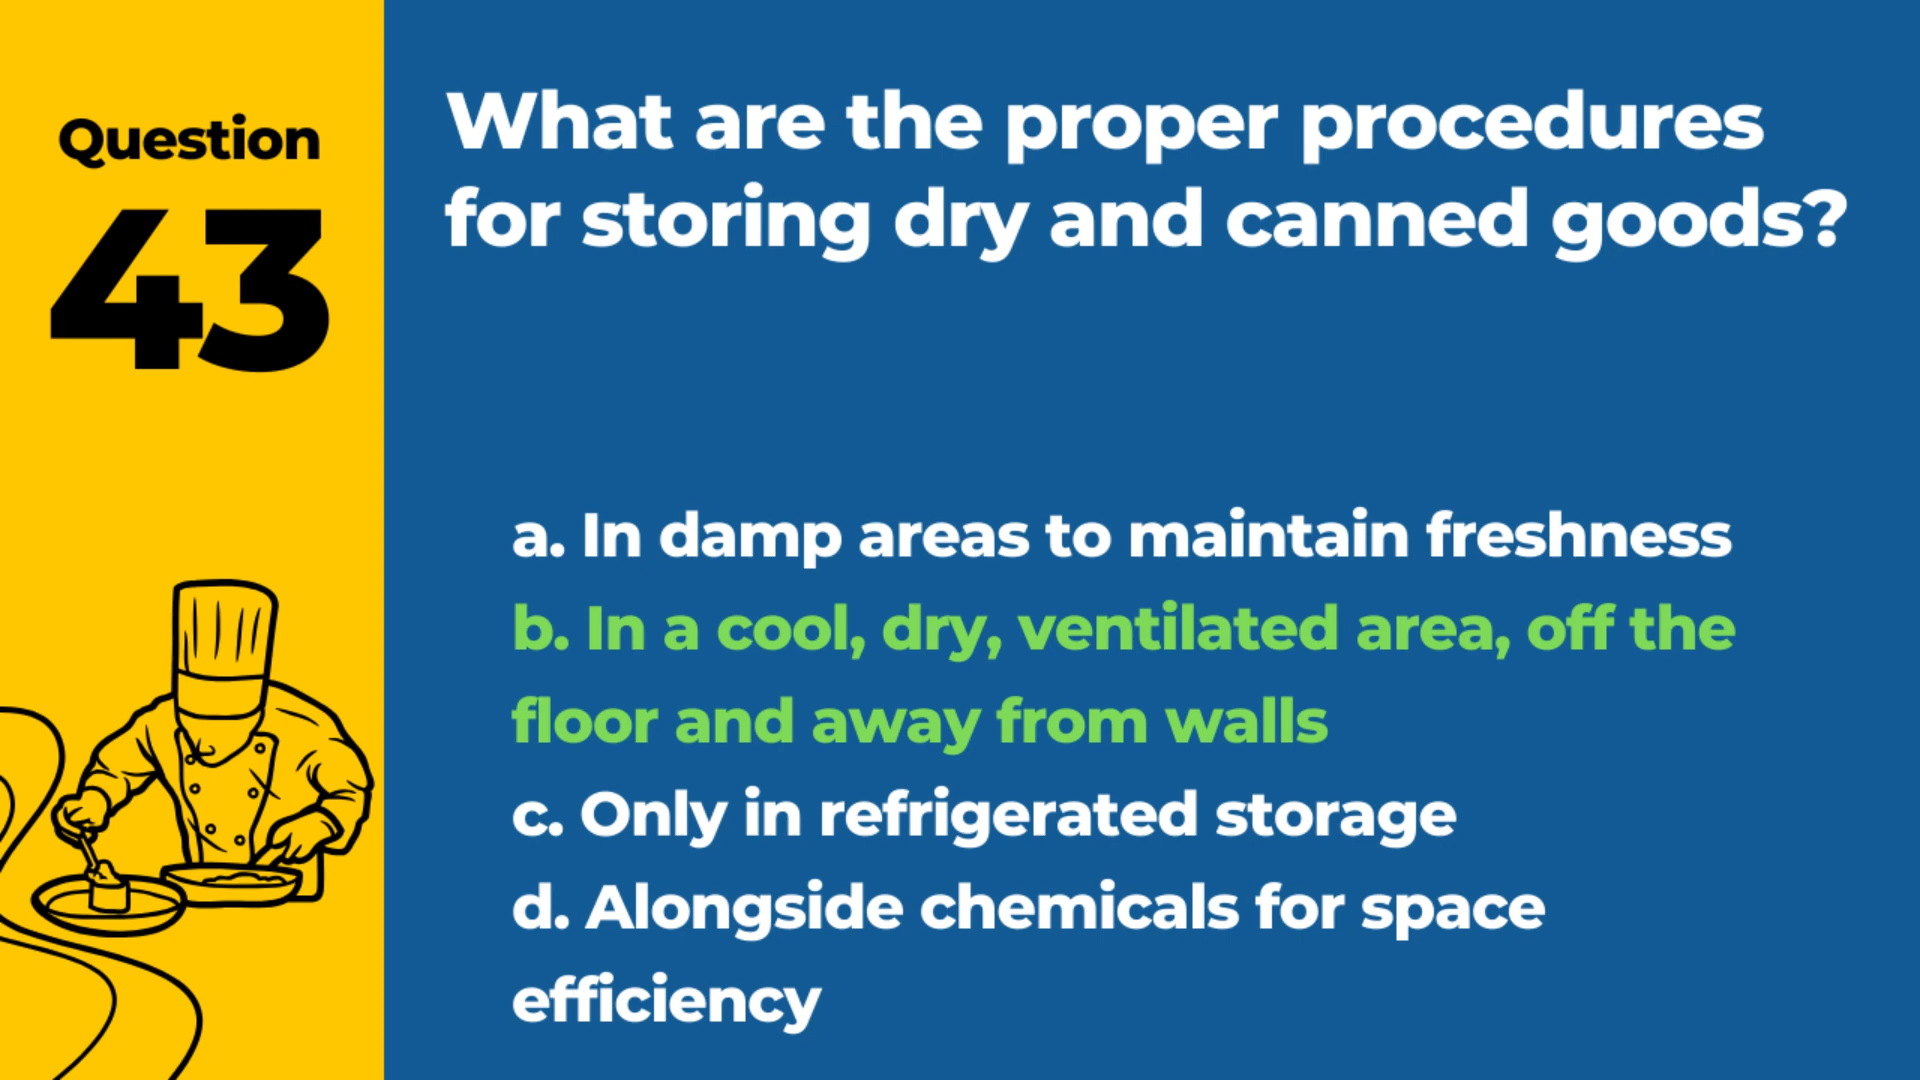 Question
43
What are the proper procedures
for storing dry and canned goods?
a. In damp areas to maintain freshness
b. In a cool, dry, ventilated area, off the
floor and away from walls
c. Only in refrigerated storage
d. Alongside chemicals for space
efficiency